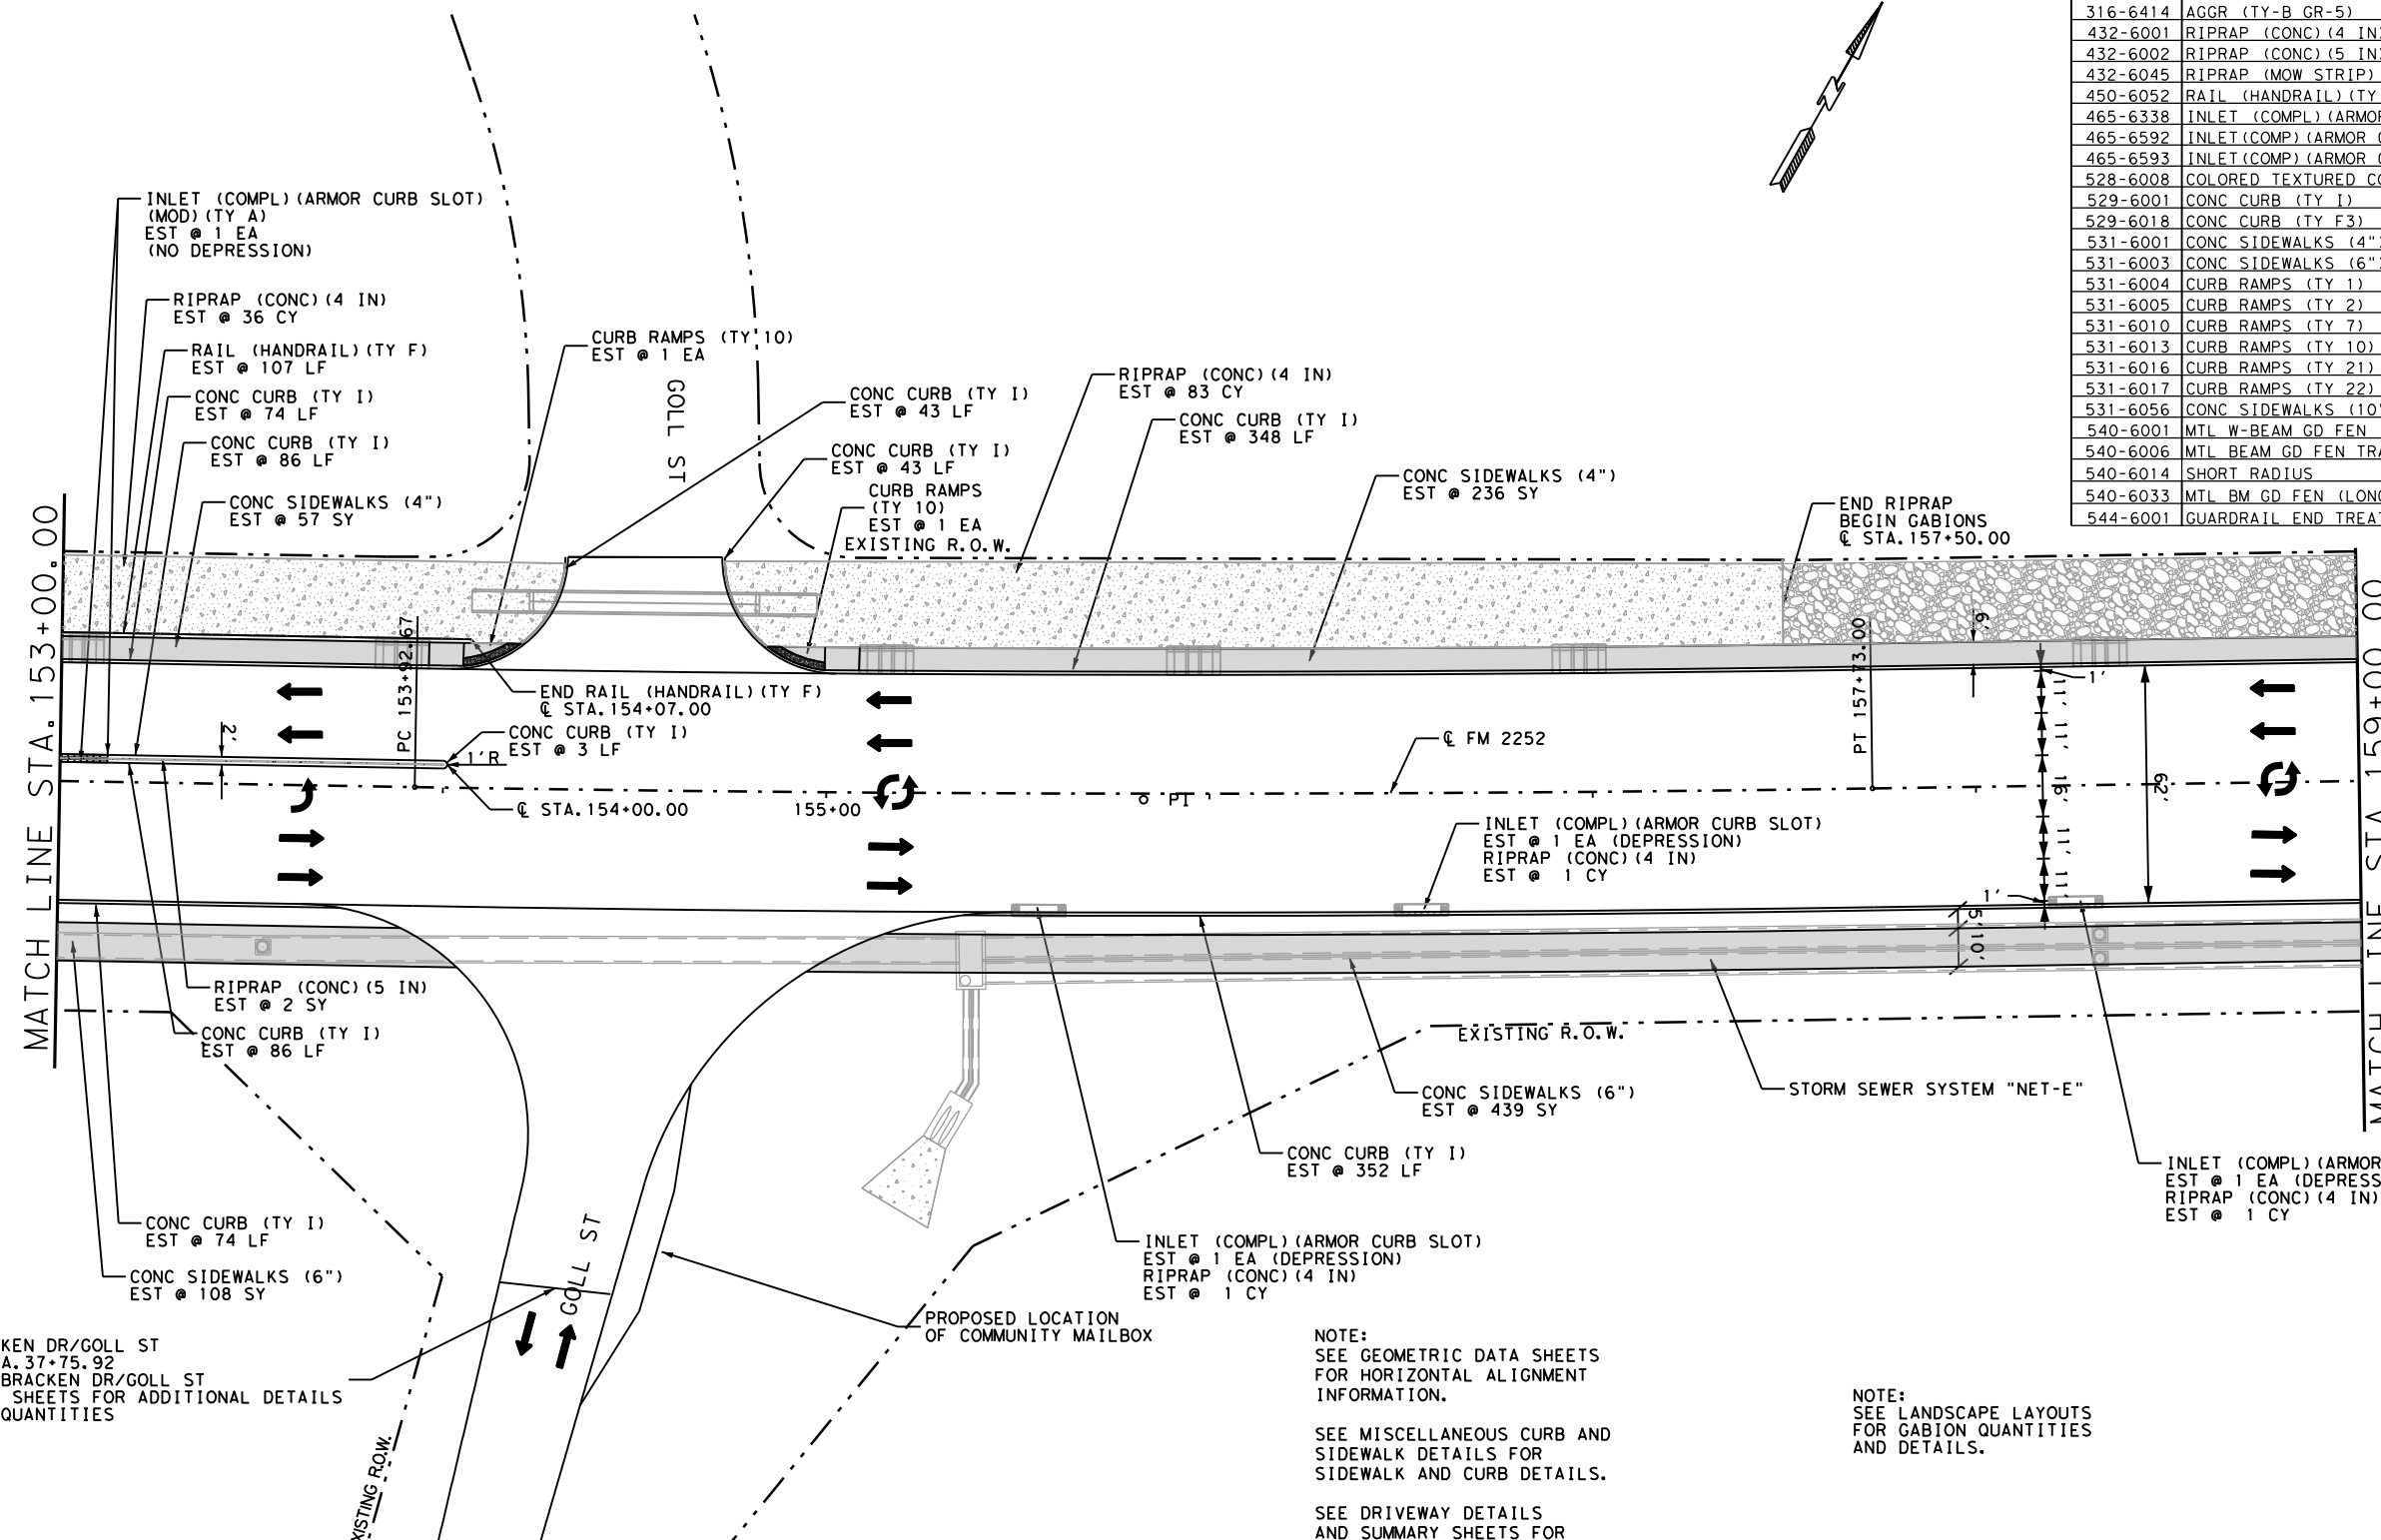 316-6414 AGGR (TY-B GR-5)
432-6001 RIPRAP (CONC)(4 IN
432-6002 RIPRAP (CONC)(5 IN
432-6045 RIPRAP (MOW STRIP)
450-6052 RAIL (HANDRAIL)(TY
465-6338 INLET (COMPL)(ARMOR
465-6592 INLET(COMP)(ARMOR
465-6593 INLET(COMP)(ARMOR
528-6008 COLORED TEXTURED
529-6001 CONC CURB (TY I)
529-6018 CONC CURB (TY F3)
531-6001 CONC SIDEWALKS (4"
531-6003 CONC SIDEWALKS (6"
531-6004 CURB RAMPS (TY 1)
531-6005 CURB RAMPS (TY 2)
531-6010 CURB RAMPS (TY 7)
531-6013 CURB RAMPS (TY 10)
531-6016 CURB RAMPS (TY 21)
531-6017 CURB RAMPS (TY 22)
531-6056 CONC SIDEWALKS (10
540-6001 MTL W-BEAM GD FEN
540-6006 MTL BEAM GD FEN
540-6014 SHORT RADIUS
540-6033 MTL BM GD FEN
544-6001 GUARDRAIL END
N
INLET (COMPL)(ARMOR CURB SLOT)
(MOD)(TY A)
EST @ 1 EA
(NO DEPRESSION)
RIPRAP (CONC)(4 IN)
EST @ 36 CY
RAIL (HANDRAIL)(TY F)
EST @ 107 LF
CONC CURB (TY I)
EST @ 74 LF
CONC CURB (TY I)
EST @ 86 LF
CONC SIDEWALKS (4")
EST @ 57 SY
CURB RAMPS (TY 10)
EST @ 1 EA
GOLL ST
CONC CURB (TY I)
EST @ 43 LF
CONC CURB (TY I)
EST @ 43 LF
CURB RAMPS
(TY 10)
EST @ 1 EA
EXISTING R.O.W.
RIPRAP (CONC)(4 IN)
EST @ 83 CY
CONC CURB (TY I)
EST @ 348 LF
CONC SIDEWALKS (4")
EST @ 236 SY
END RIPRAP
BEGIN GABIONS
℄ STA.157+50.00
MATCH LINE STA.153+00.00
PC 153+92.67
END RAIL (HANDRAIL)(TY F)
℄ STA.154+07.00
CONC CURB (TY I)
EST @ 3 LF
1'R
2'
℄ STA.154+00.00
155+00
PI
℄ FM 2252
PT 157+73.00
6'
1'
11'
11'
16'
11'
11'
62'
1'
5'
10'
MATCH LINE STA 159+00 00
INLET (COMPL)(ARMOR CURB SLOT)
EST @ 1 EA (DEPRESSION)
RIPRAP (CONC)(4 IN)
EST @ 1 CY
RIPRAP (CONC)(5 IN)
EST @ 2 SY
CONC CURB (TY I)
EST @ 86 LF
EXISTING R.O.W.
CONC SIDEWALKS (6")
EST @ 439 SY
STORM SEWER SYSTEM "NET-E"
CONC CURB (TY I)
EST @ 352 LF
INLET (COMPL)(ARMOR
EST @ 1 EA (DEPRESS
RIPRAP (CONC)(4 IN)
EST @ 1 CY
CONC CURB (TY I)
EST @ 74 LF
CONC SIDEWALKS (6")
EST @ 108 SY
INLET (COMPL)(ARMOR CURB SLOT)
EST @ 1 EA (DEPRESSION)
RIPRAP (CONC)(4 IN)
EST @ 1 CY
GOLL ST
PROPOSED LOCATION
OF COMMUNITY MAILBOX
KEN DR/GOLL ST
A.37+75.92
BRACKEN DR/GOLL ST
SHEETS FOR ADDITIONAL DETAILS
QUANTITIES
XISTING R.O.W.
NOTE:
SEE GEOMETRIC DATA SHEETS
FOR HORIZONTAL ALIGNMENT
INFORMATION.
SEE MISCELLANEOUS CURB AND
SIDEWALK DETAILS FOR
SIDEWALK AND CURB DETAILS.
SEE DRIVEWAY DETAILS
AND SUMMARY SHEETS FOR
NOTE:
SEE LANDSCAPE LAYOUTS
FOR GABION QUANTITIES
AND DETAILS.